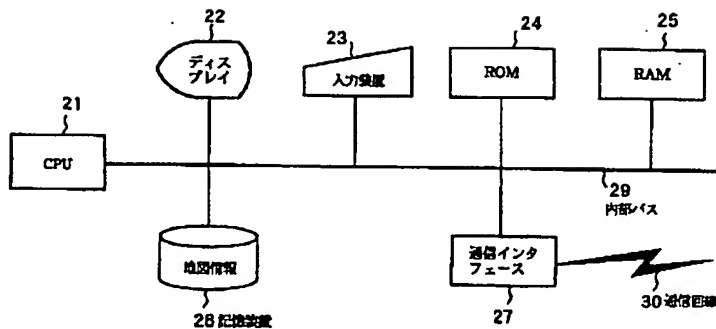 22
ディス
プレイ
23
入力装置
24
ROM
25
RAM
21
CPU
29
内部バス
地図情報
26 記憶装置
通信インタ
フェース
27
30 通信回線